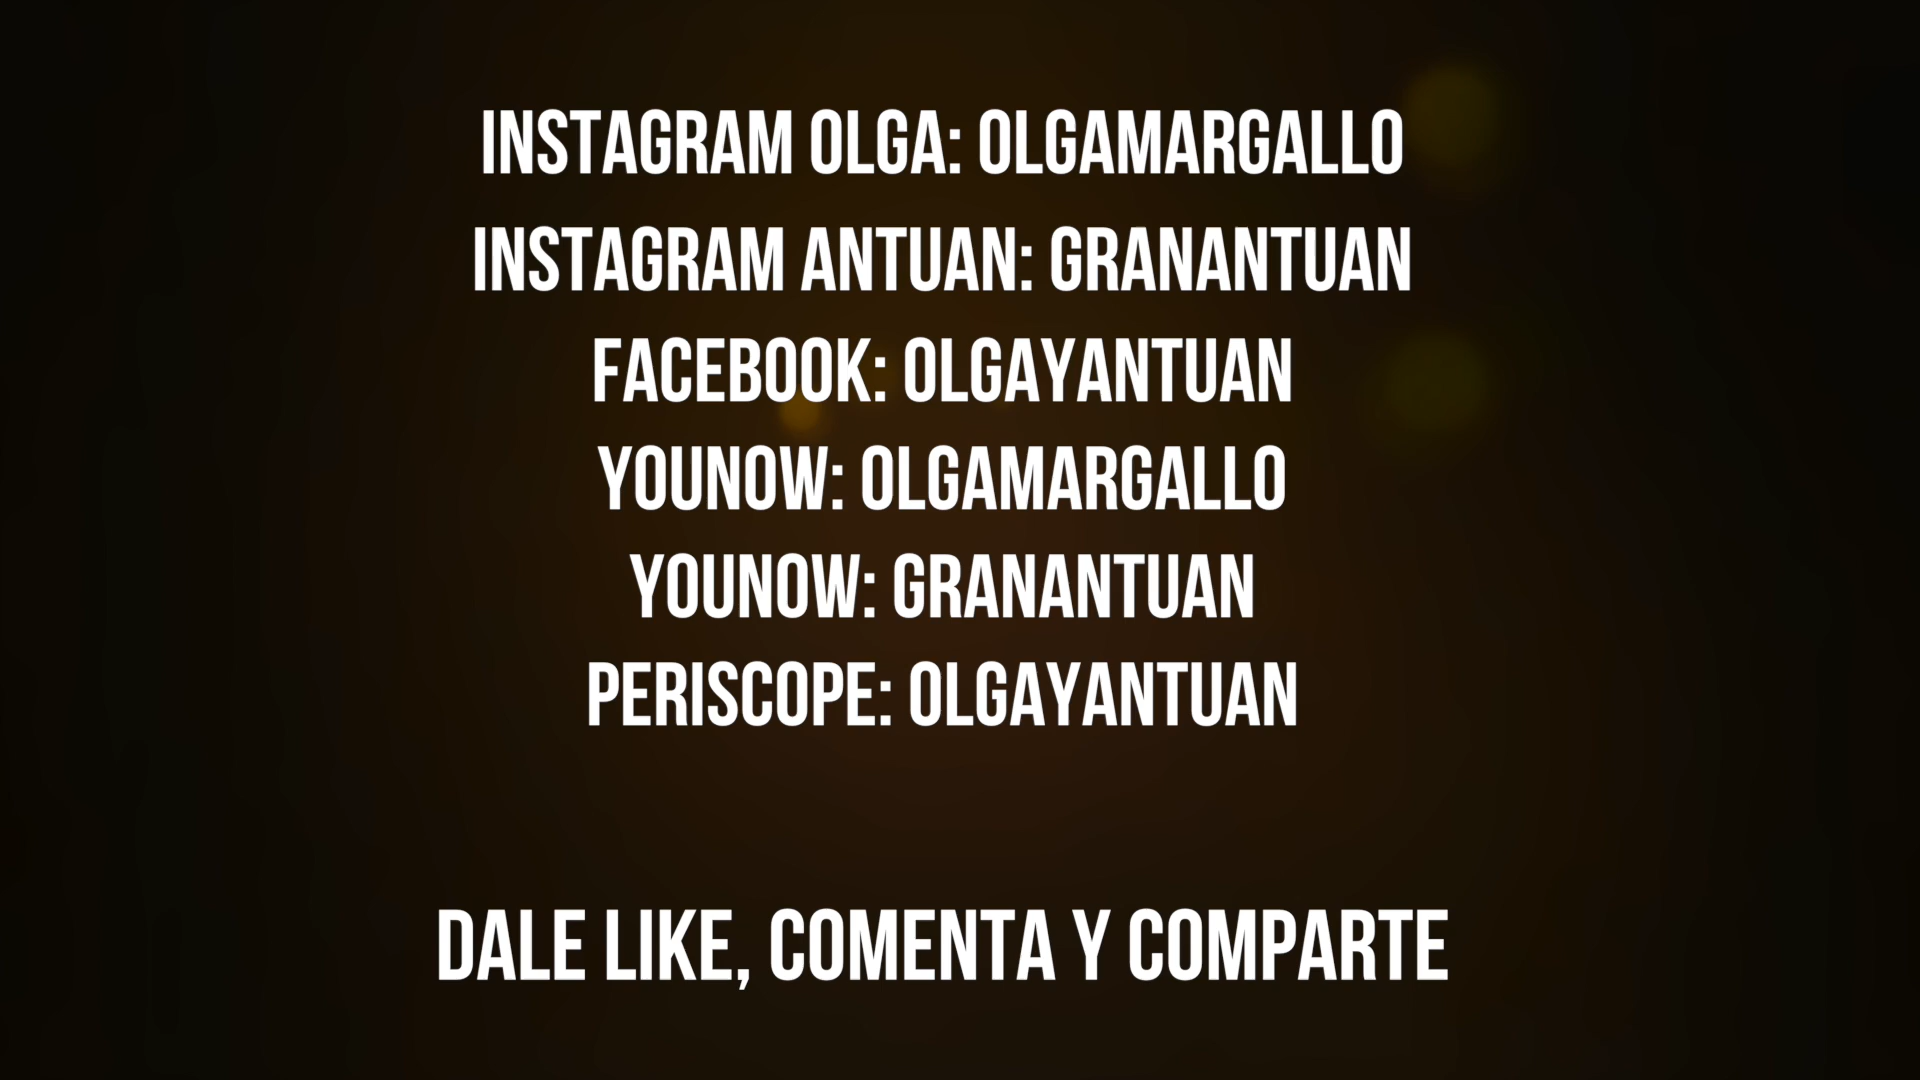 INSTAGRAM OLGA: OLGAMARGALLO
INSTAGRAM ANTUAN: GRANANTUAN
FACEBOOK: OLGAYANTUAN
YOUNOW: OLGAMARGALLO
YOUNOW: GRANANTUAN
PERISCOPE: OLGAYANTUAN
DALE LIKE, COMENTA Y COMPARTE